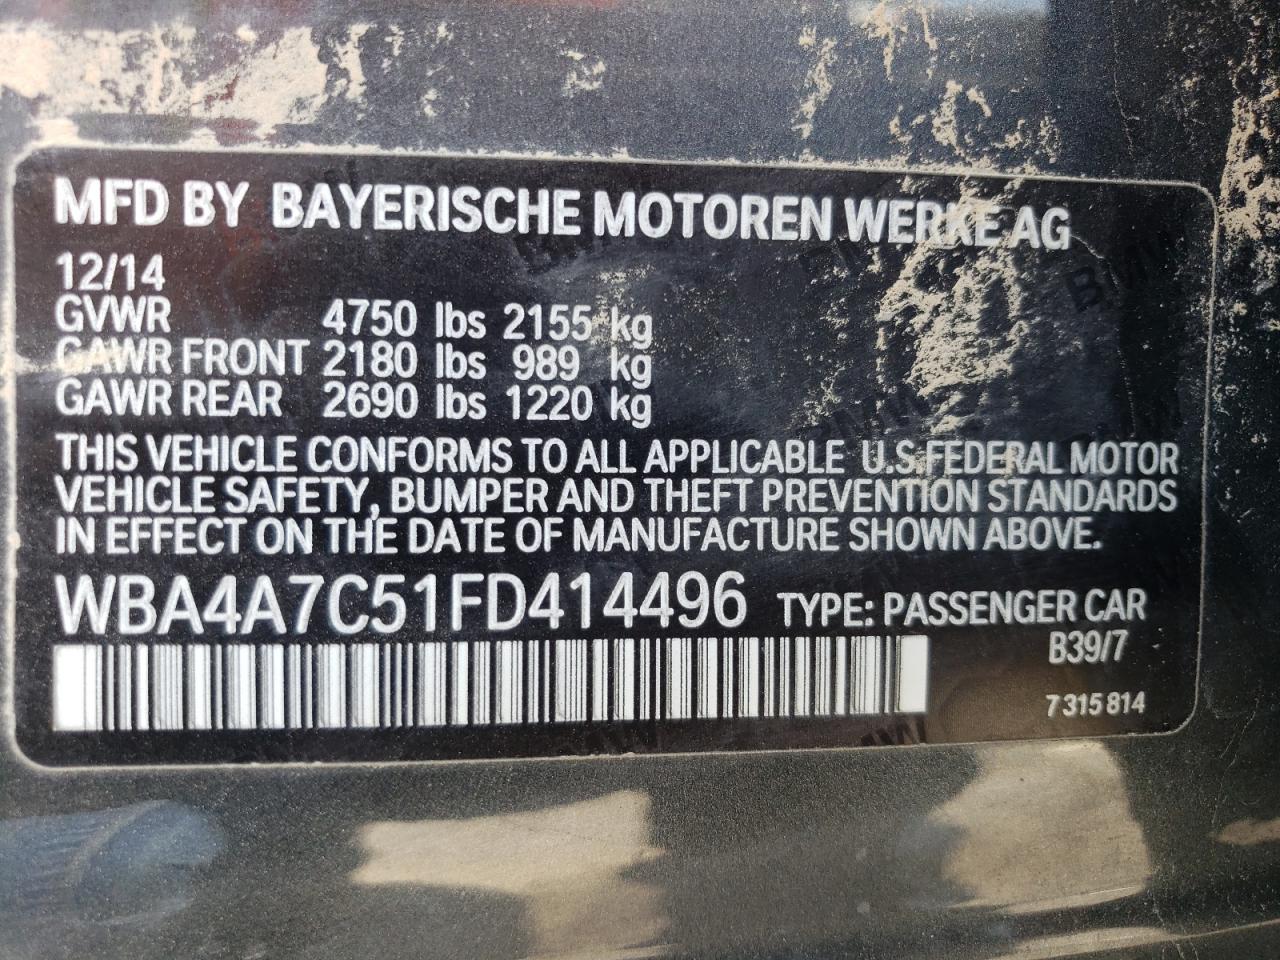 MFD BY BAYERISCHE MOTOREN WERKE AG
12/14
GVWR 4750 lbs 2155 kg
GAWR FRONT 2180 lbs 989 kg
GAWR REAR 2690 lbs 1220 kg
THIS VEHICLE CONFORMS TO ALL APPLICABLE U.S. FEDERAL MOTOR
VEHICLE SAFETY, BUMPER AND THEFT PREVENTION STANDARDS
IN EFFECT ON THE DATE OF MANUFACTURE SHOWN ABOVE.
WBA4A7C51FD414496 TYPE: PASSENGER CAR
B39/7
7 315 814